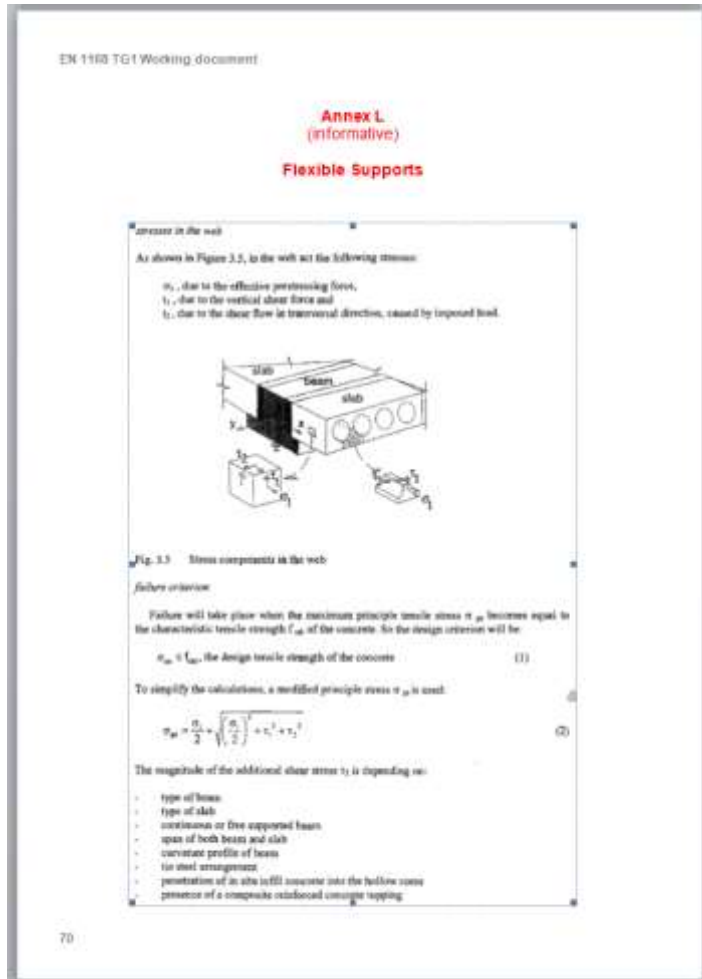 EN 1168 TG1 Working document
Annex L
(informative)
Flexible Supports
stresses in the web
As shown in Figure 3.5, in the web act the following stresses:
σ₁, due to the effective prestressing force,
τ₁, due to the vertical shear force and
τ₂, due to the shear flow in transversal direction, caused by imposed load.
slab
beam
slab
τ₂
σ₁
σ₁
Fig. 3.5 Stress components in the web
failure criterion
Failure will take place when the maximum principle tensile stress σ becomes equal to
the characteristic tensile strength f of the concrete. So the design criterion will be:
the design tensile strength of the concrete (1)
To simplify the calculations, a modified principle stress σ is used:
= σ₁/2 + √((σ₁/2)² + τ₁² + τ₂²) (2)
The magnitude of the additional shear stress τ₂ is depending on:
- type of beam
- type of slab
- continuous or free supported beam
- span of both beam and slab
- curvature profile of beam
- tie steel arrangement
- penetration of in situ infill concrete into the hollow cores
- presence of a composite reinforced concrete topping
70